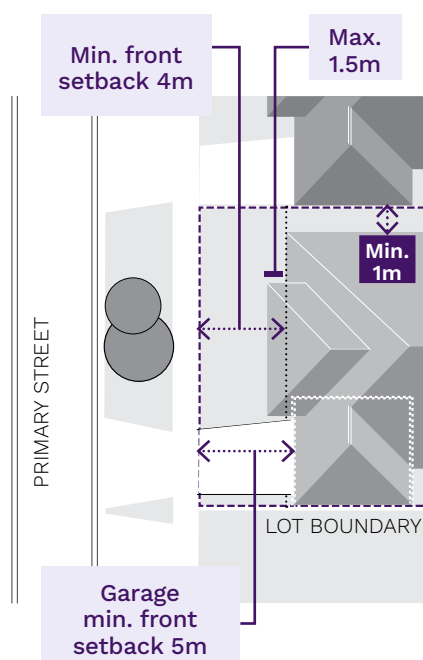 Min. front
setback 4m
Max.
1.5m
Min.
1m
PRIMARY STREET
LOT BOUNDARY
Garage
min. front
setback 5m